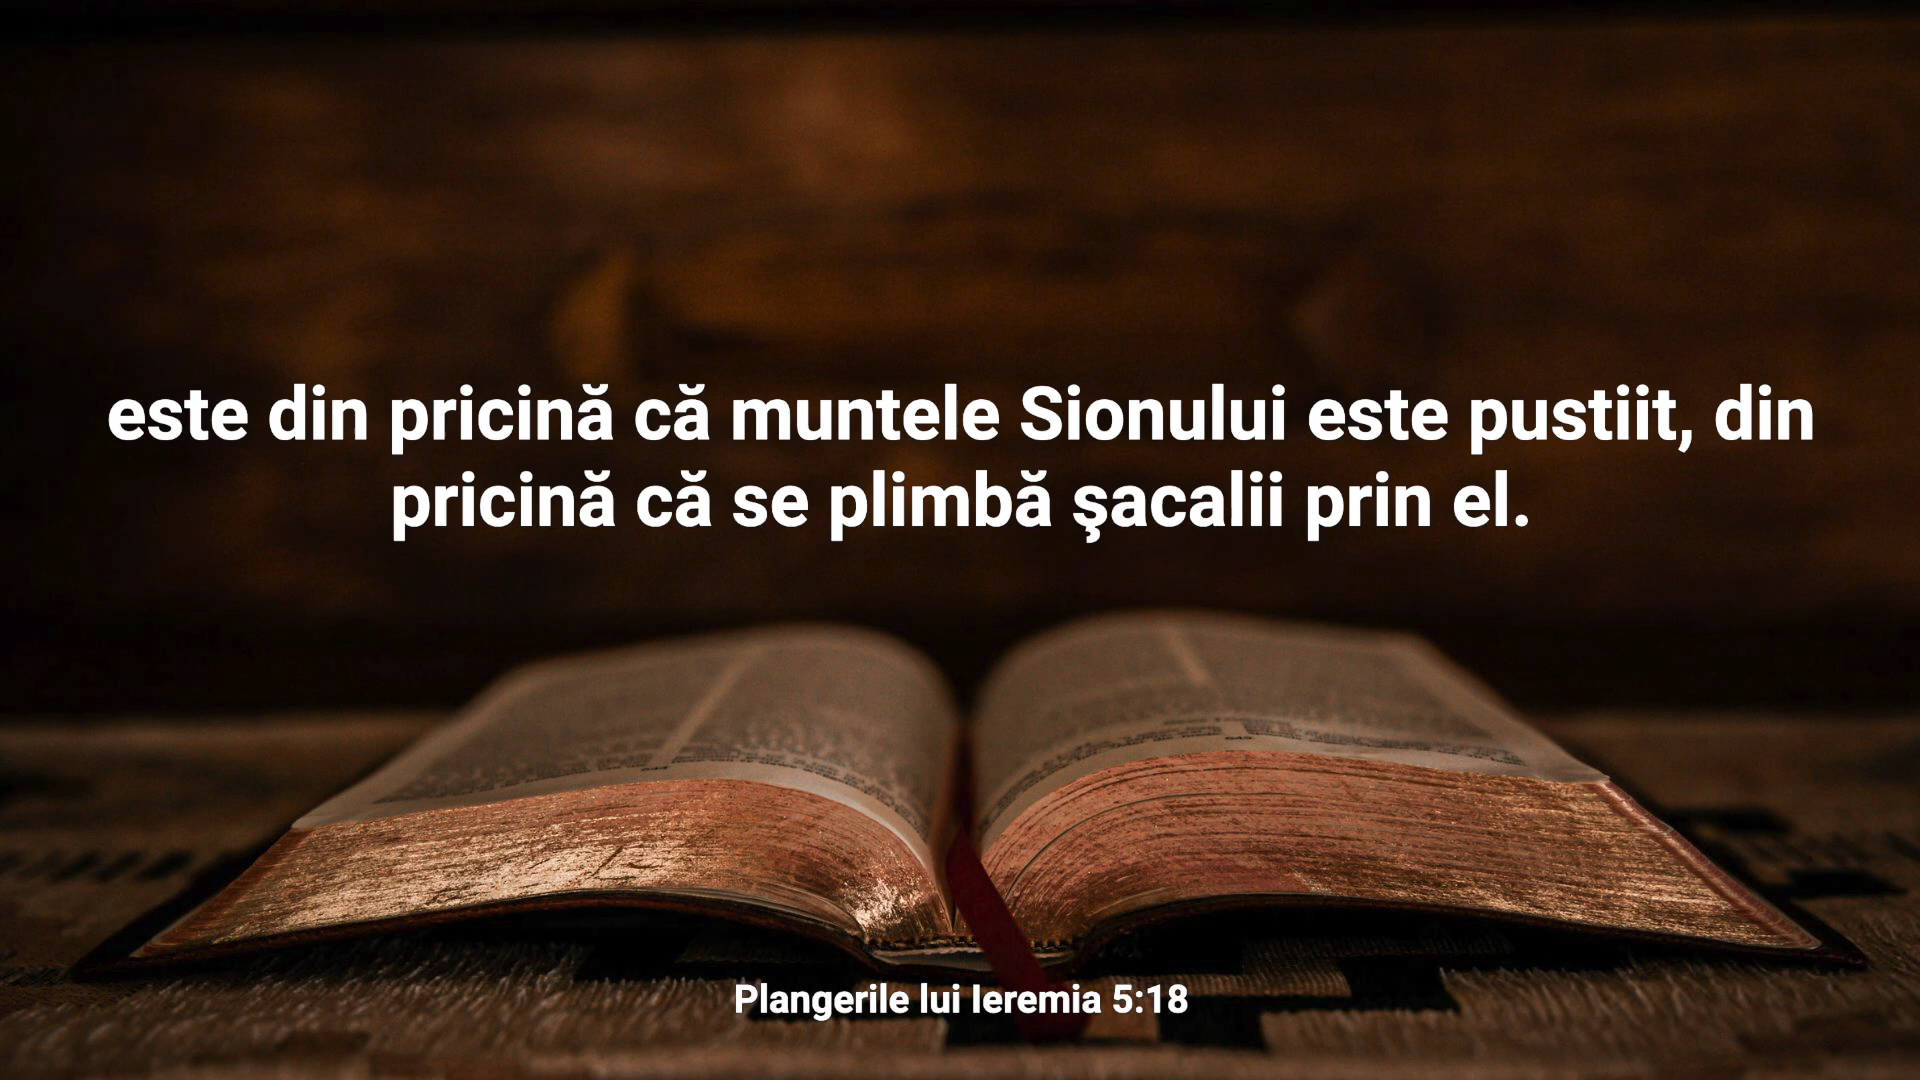 este din pricină că muntele Sionului este pustiit, din
pricină că se plimbă şacalii prin el.
Plangerile lui Ieremia 5:18